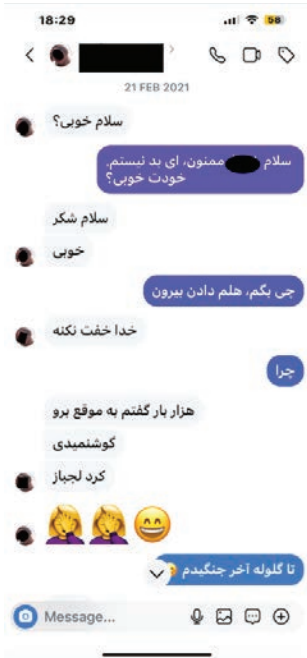 18:29
58
21 FEB 2021
سلام خوبی؟
سلام ممنون، ای بد نیستم.
خودت خوبی؟
سلام شکر
خوبی
جی بگم، هلم دادن بیرون
خدا خفت نکنه
چرا
هزار بار گفتم به موقع برو
گوشنمیدی
کرد لجباز
تا گلوله آخر جنگیدم
Message...